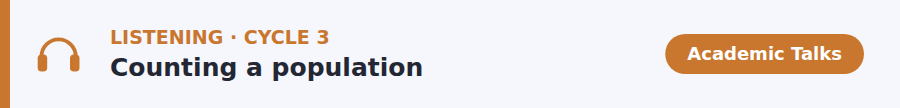 LISTENING · CYCLE 3
Counting a population
Academic Talks